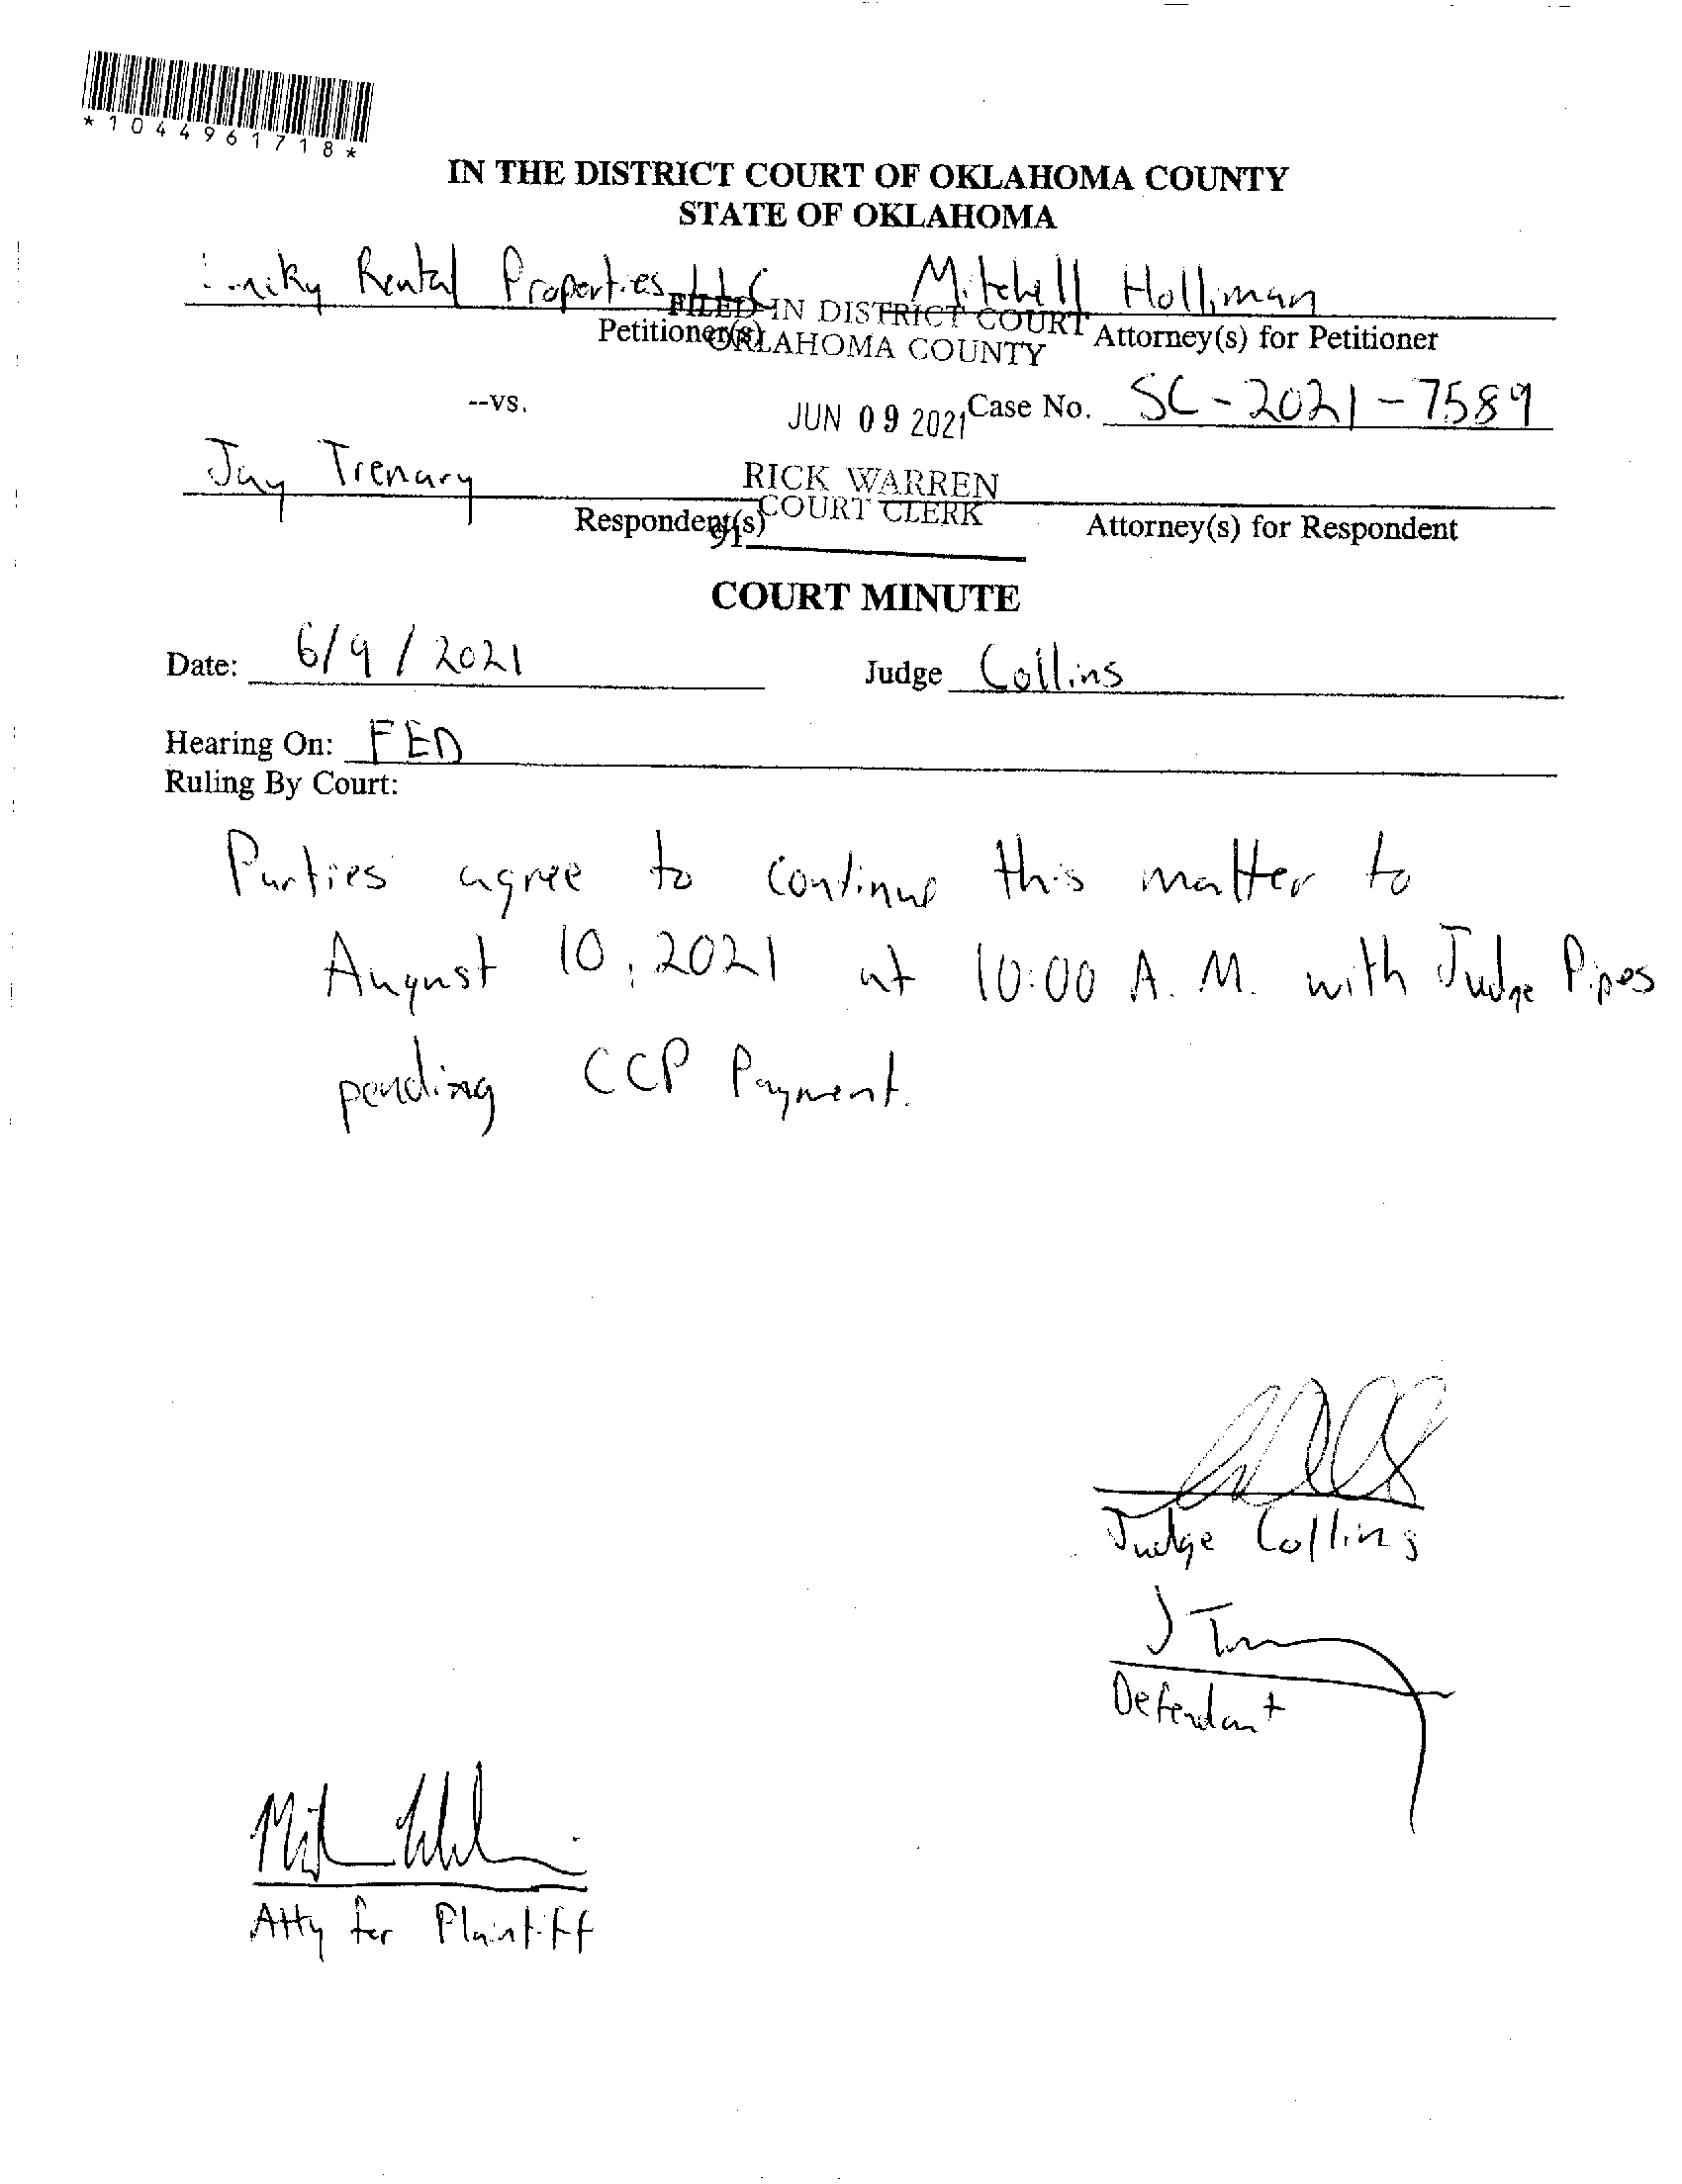 *1044961718*
IN THE DISTRICT COURT OF OKLAHOMA COUNTY
STATE OF OKLAHOMA
Rental Properties LLC Mitchell Holliman
Petitioner(s) Attorney(s) for Petitioner
FILED IN DISTRICT COURT
OKLAHOMA COUNTY
--vs. Case No. SC-2021-7589
JUN 09 2021
Jay Trenary
RICK WARREN
COURT CLERK
Respondent(s) Attorney(s) for Respondent
91
COURT MINUTE
Date: 6/9/2021 Judge Collins
Hearing On: FED
Ruling By Court:
Parties agree to continue this matter to
August 10, 2021 at 10:00 A.M. with Judge Pipes
pending CCP Payment.
Judge Collins
Defendant
Atty for Plaintiff